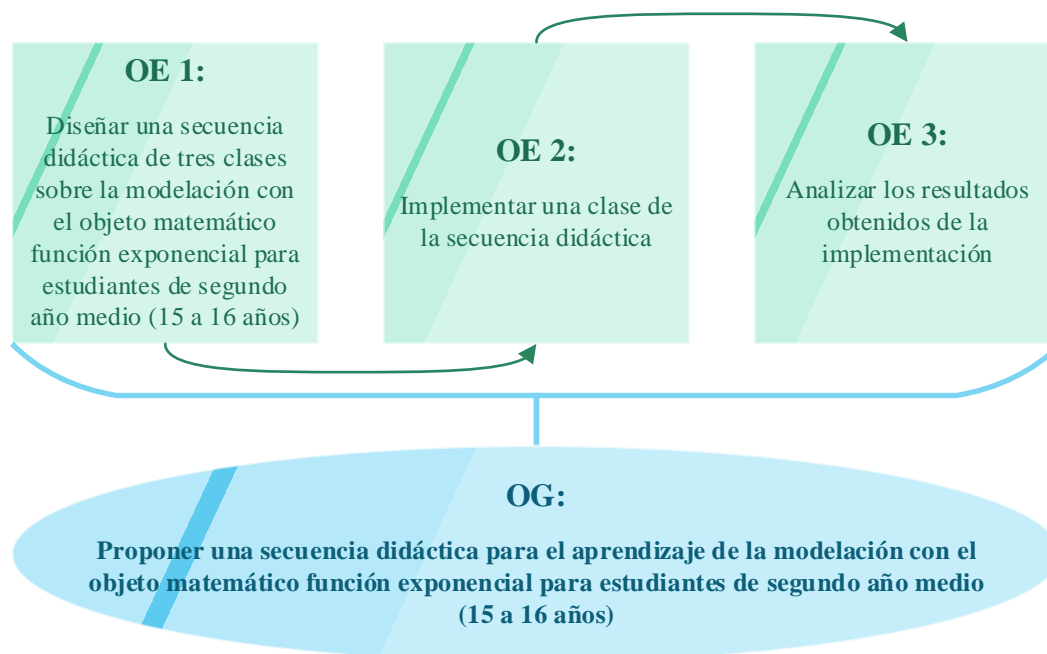 OE 1:
Diseñar una secuencia
didáctica de tres clases
sobre la modelación con
el objeto matemático
función exponencial para
estudiantes de segundo
año medio (15 a 16 años)
OE 2:
Implementar una clase de
la secuencia didáctica
OE 3:
Analizar los resultados
obtenidos de la
implementación
OG:
Proponer una secuencia didáctica para el aprendizaje de la modelación con el
objeto matemático función exponencial para estudiantes de segundo año medio
(15 a 16 años)